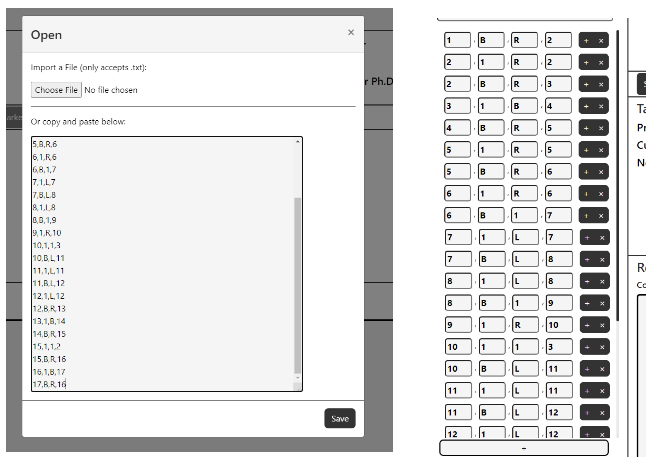 Open
×
Import a File (only accepts .txt):
Choose File No file chosen
Or copy and paste below:
5,B,R,6
6,1,R,6
6,B,1,7
7,1,L,7
7,B,L,8
8,1,L,8
8,B,1,9
9,1,R,10
10,1,1,3
10,B,L,11
11,1,L,11
11,B,L,12
12,1,L,12
12,B,R,13
13,1,B,14
14,B,R,15
15,1,1,2
15,B,R,16
16,1,B,17
17,B,R,16
Save
r Ph.D
1 , B , R , 2 + ×
2 , 1 , R , 2 + ×
2 , B , R , 3 + ×
3 , 1 , B , 4 + ×
4 , B , R , 5 + ×
5 , 1 , R , 5 + ×
5 , B , R , 6 + ×
6 , 1 , R , 6 + ×
6 , B , 1 , 7 + ×
7 , 1 , L , 7 + ×
7 , B , L , 8 + ×
8 , 1 , L , 8 + ×
8 , B , 1 , 9 + ×
9 , 1 , R , 10 + ×
10 , 1 , 1 , 3 + ×
10 , B , L , 11 + ×
11 , 1 , L , 11 + ×
11 , B , L , 12 + ×
12 , 1 , L , 12 + ×
+